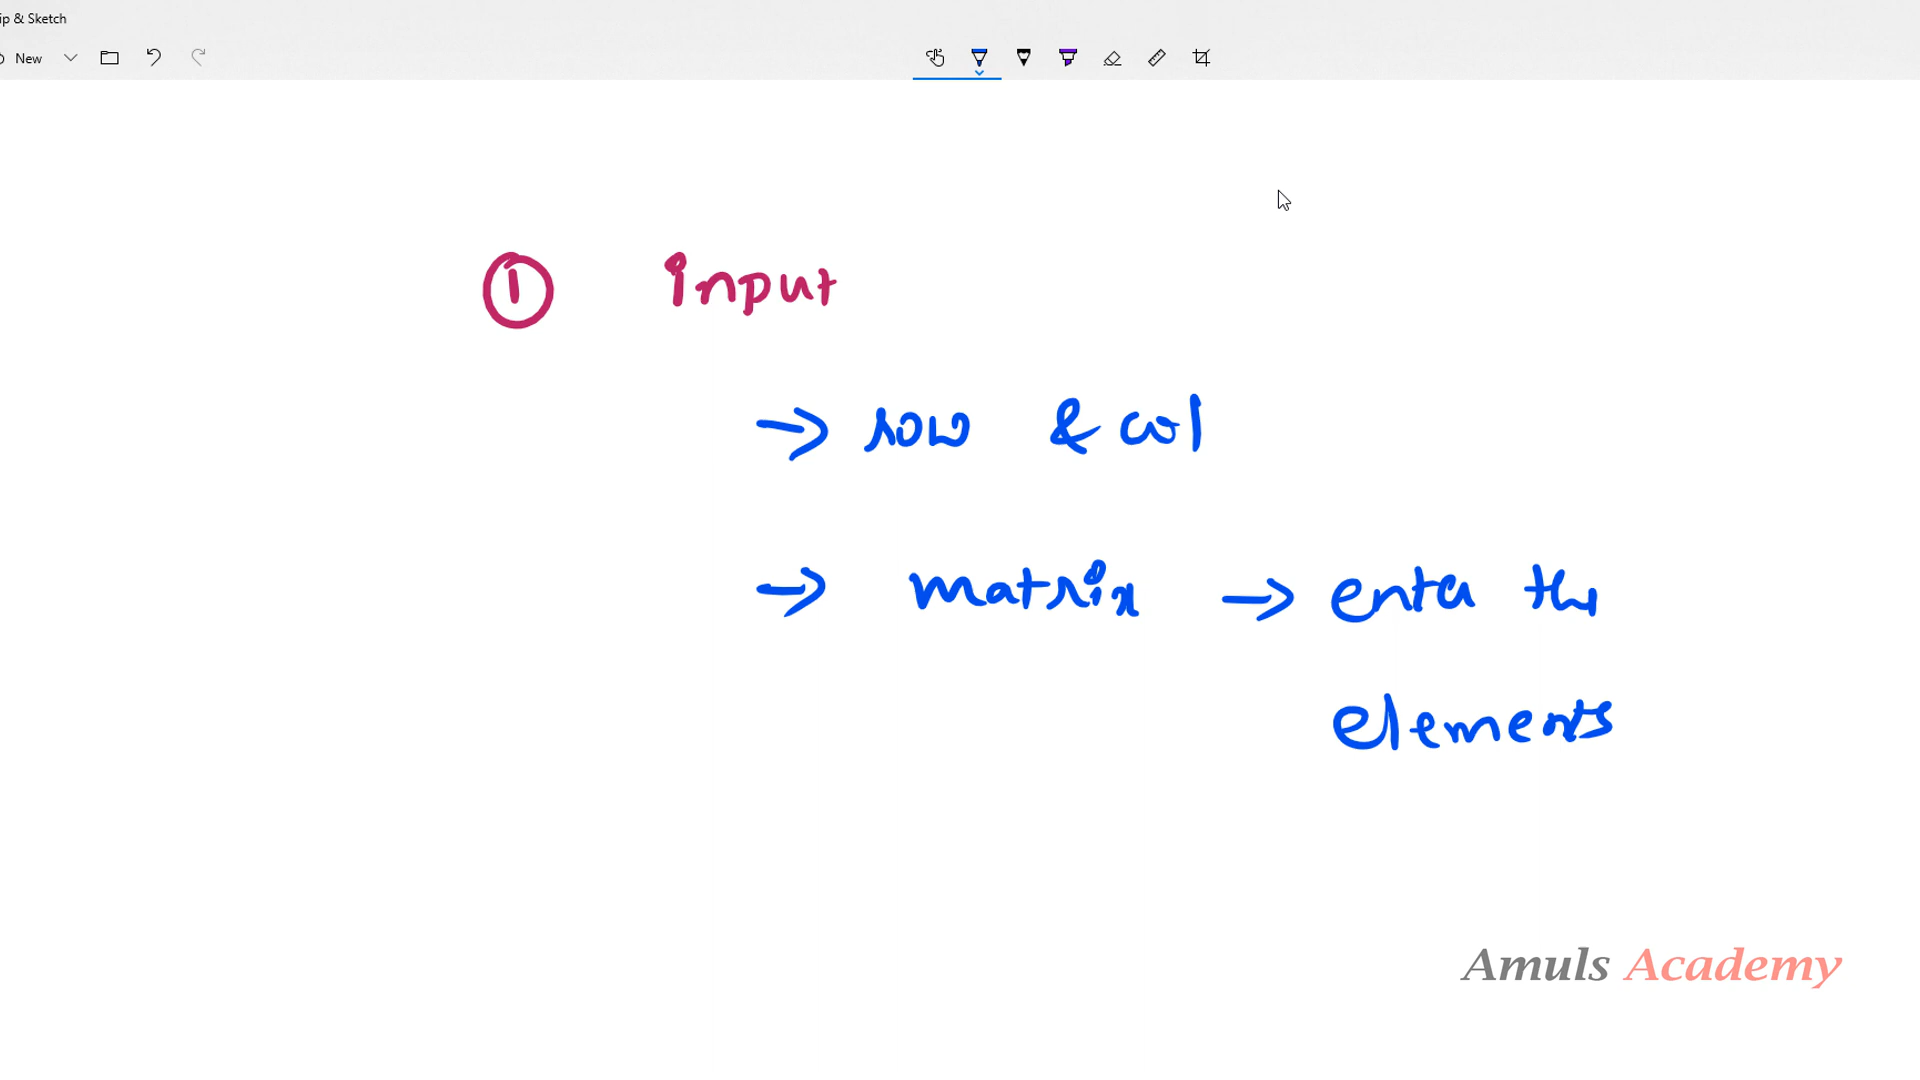 ip & Sketch
New
① input
→ row & col
→ matrix → enter the
elements
Amuls Academy